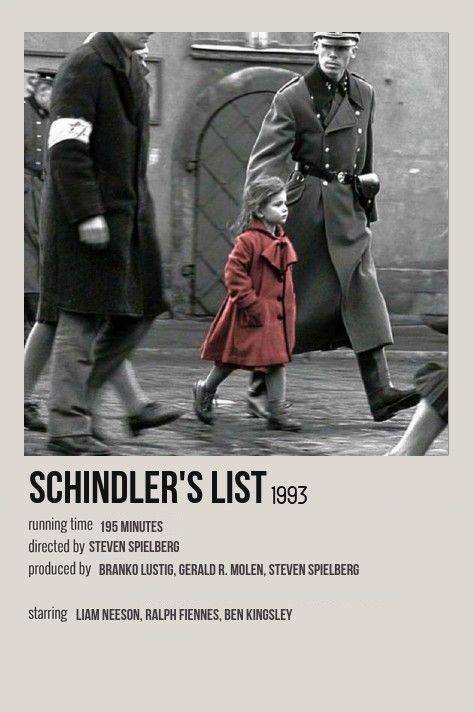 SCHINDLER'S LIST 1993
running time 195 MINUTES
directed by STEVEN SPIELBERG
produced by BRANKO LUSTIG, GERALD R. MOLEN, STEVEN SPIELBERG
starring LIAM NEESON, RALPH FIENNES, BEN KINGSLEY